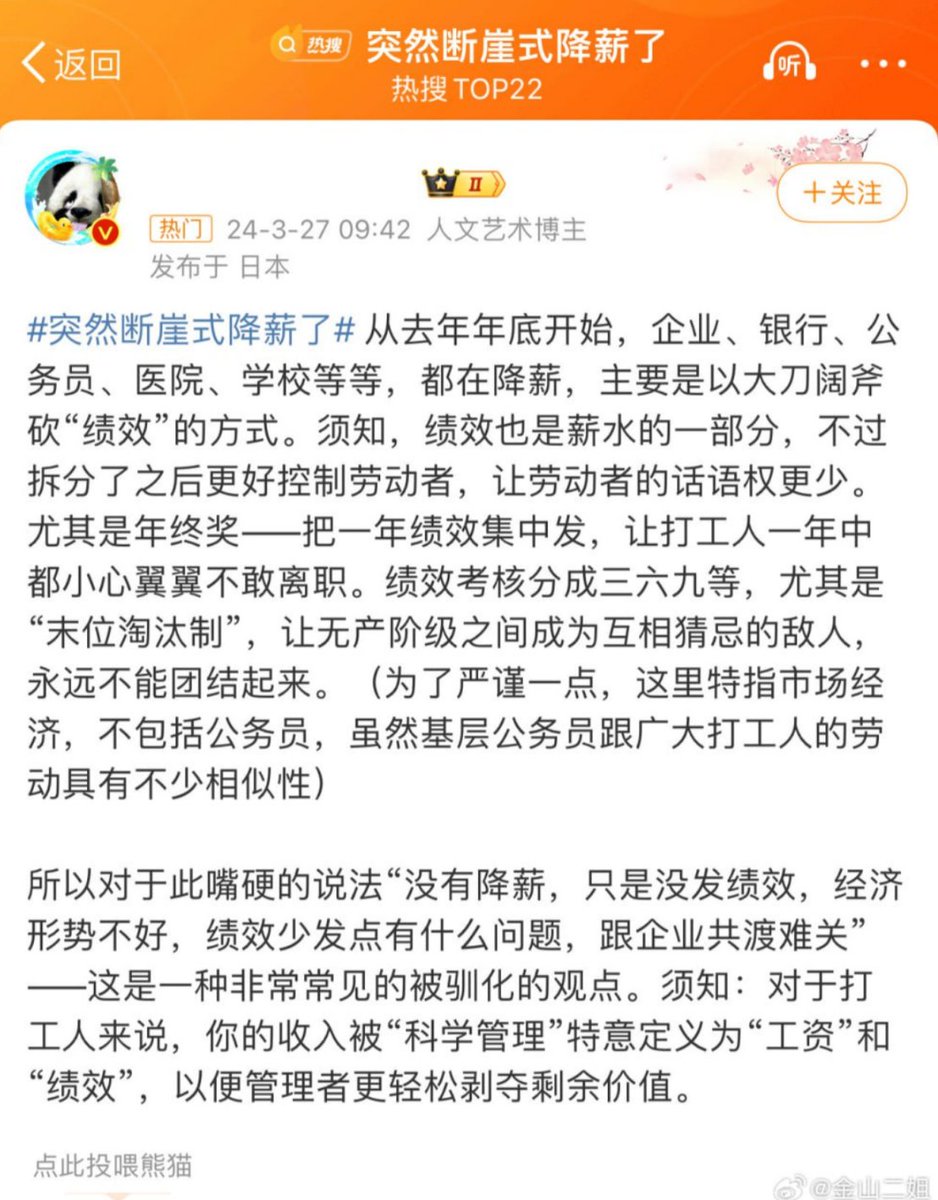 返回
热搜 突然断崖式降薪了
热搜TOP22
听
II
+关注
V
热门 24-3-27 09:42 人文艺术博主
发布于 日本
#突然断崖式降薪了# 从去年年底开始，企业、银行、公
务员、医院、学校等等，都在降薪，主要是以大刀阔斧
砍“绩效”的方式。须知，绩效也是薪水的一部分，不过
拆分了之后更好控制劳动者，让劳动者的话语权更少。
尤其是年终奖——把一年绩效集中发，让打工人一年中
都小心翼翼不敢离职。绩效考核分成三六九等，尤其是
“末位淘汰制”，让无产阶级之间成为互相猜忌的敌人，
永远不能团结起来。（为了严谨一点，这里特指市场经
济，不包括公务员，虽然基层公务员跟广大打工人的劳
动具有不少相似性）
所以对于此嘴硬的说法“没有降薪，只是没发绩效，经济
形势不好，绩效少发点有什么问题，跟企业共渡难关”
——这是一种非常常见的被驯化的观点。须知：对于打
工人来说，你的收入被“科学管理”特意定义为“工资”和
“绩效”，以便管理者更轻松剥夺剩余价值。
点此投喂熊猫
@金山二姐